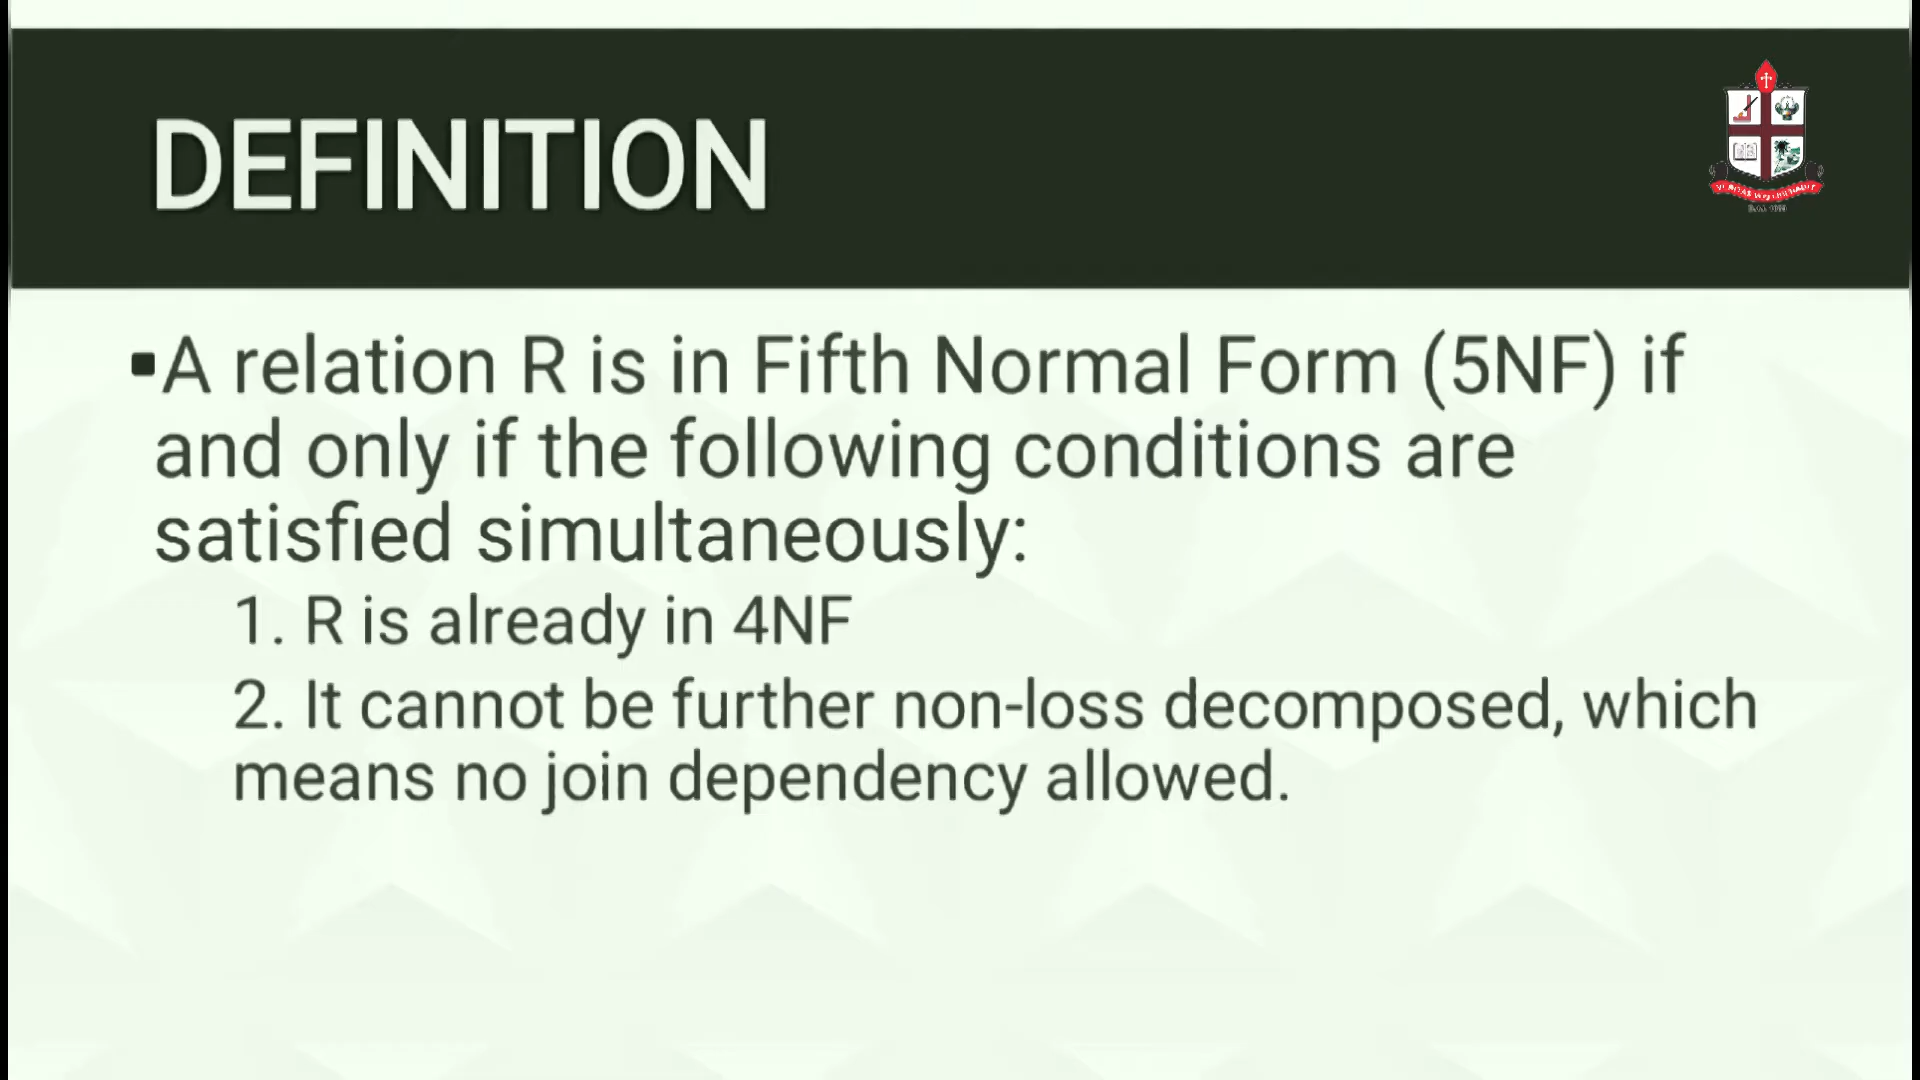 DEFINITION
▪A relation R is in Fifth Normal Form (5NF) if
and only if the following conditions are
satisfied simultaneously:
1. R is already in 4NF
2. It cannot be further non-loss decomposed, which
means no join dependency allowed.